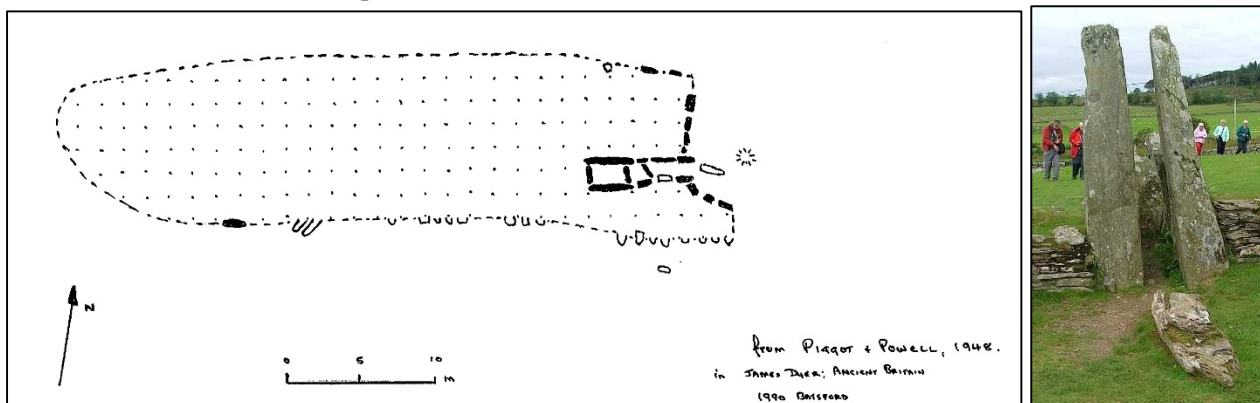 N
0 5 10
M
from PIGGOT + POWELL, 1948.
in JAMES DYER; ANCIENT BRITAIN
1990 BATSFORD